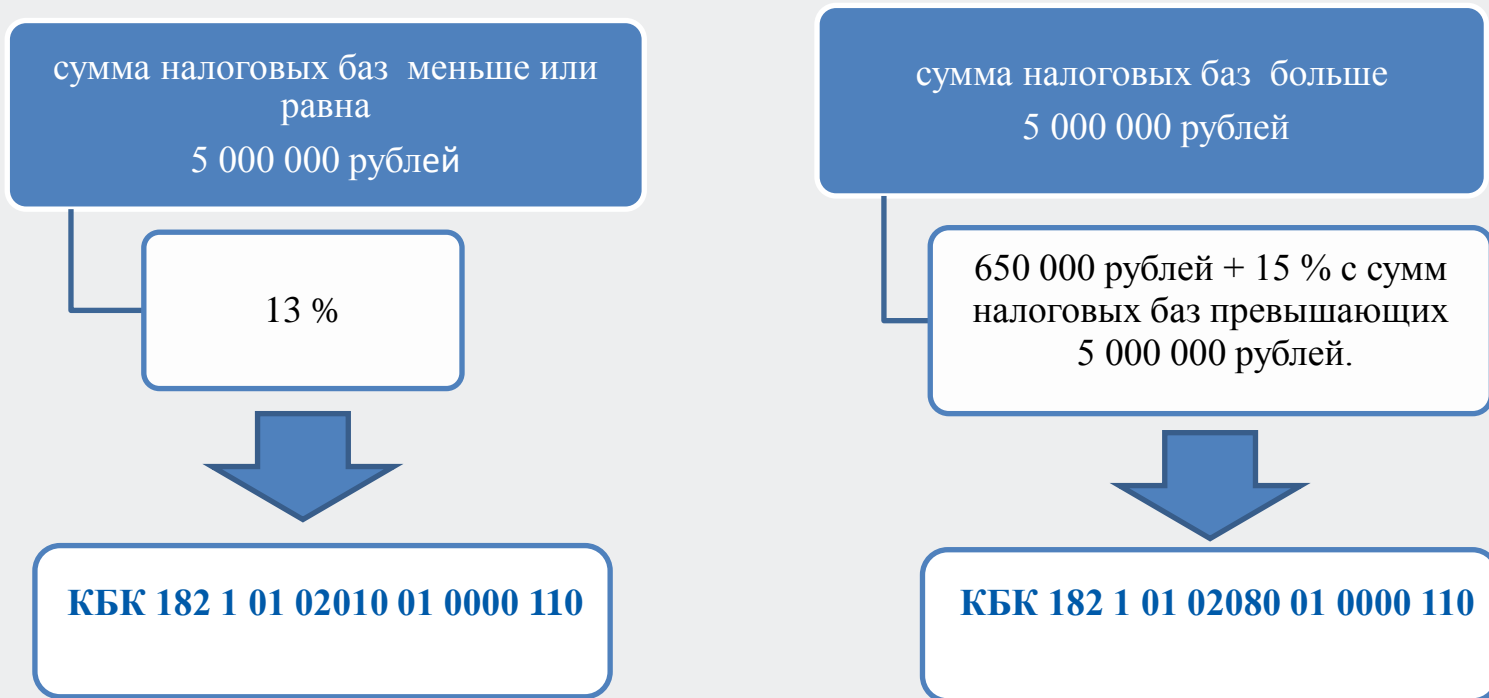 сумма налоговых баз меньше или
равна
5 000 000 рублей
13 %
КБК 182 1 01 02010 01 0000 110
сумма налоговых баз больше
5 000 000 рублей
650 000 рублей + 15 % с сумм
налоговых баз превышающих
5 000 000 рублей.
КБК 182 1 01 02080 01 0000 110